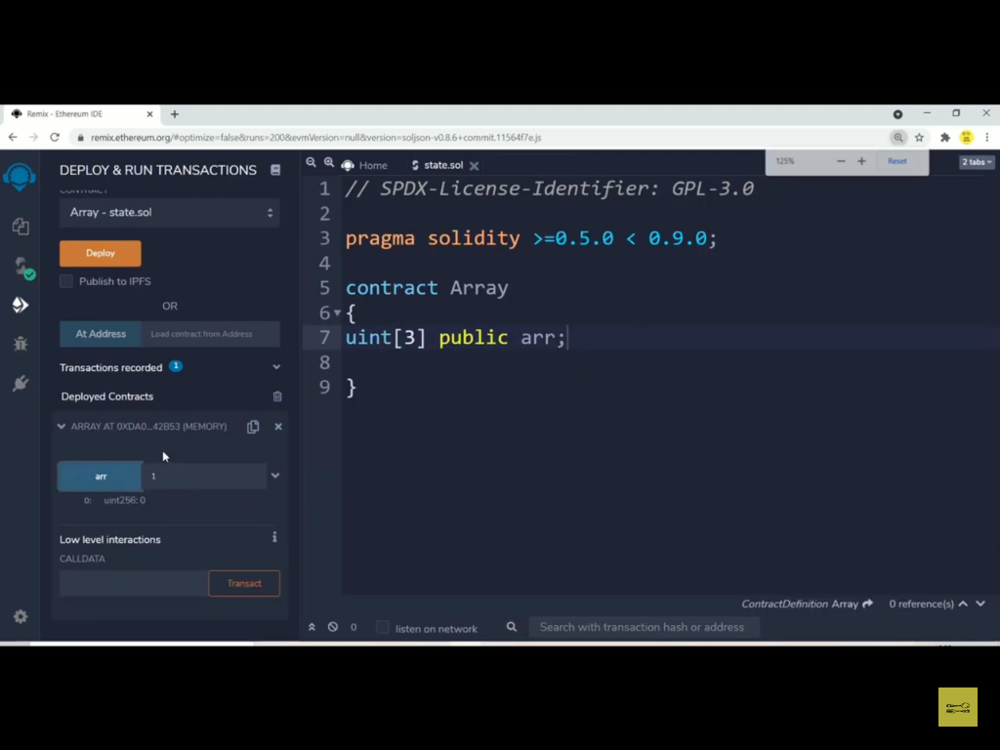 Remix - Ethereum IDE
remix.ethereum.org/#optimize=false&runs=200&evmVersion=null&version=soljson-v0.8.6+commit.11564f7e.js
DEPLOY & RUN TRANSACTIONS
Home
state.sol
125%
Reset
2 tabs
CONTRACT
Array - state.sol
Deploy
Publish to IPFS
OR
At Address
Load contract from Address
Transactions recorded 1
Deployed Contracts
ARRAY AT 0XDA0...42B53 (MEMORY)
arr 1
0: uint256: 0
Low level interactions
i
CALLDATA
Transact
1 // SPDX-License-Identifier: GPL-3.0
2
3 pragma solidity >=0.5.0 < 0.9.0;
4
5 contract Array
6 {
7 uint[3] public arr;
8
9 }
ContractDefinition Array 0 reference(s)
0 listen on network Search with transaction hash or address